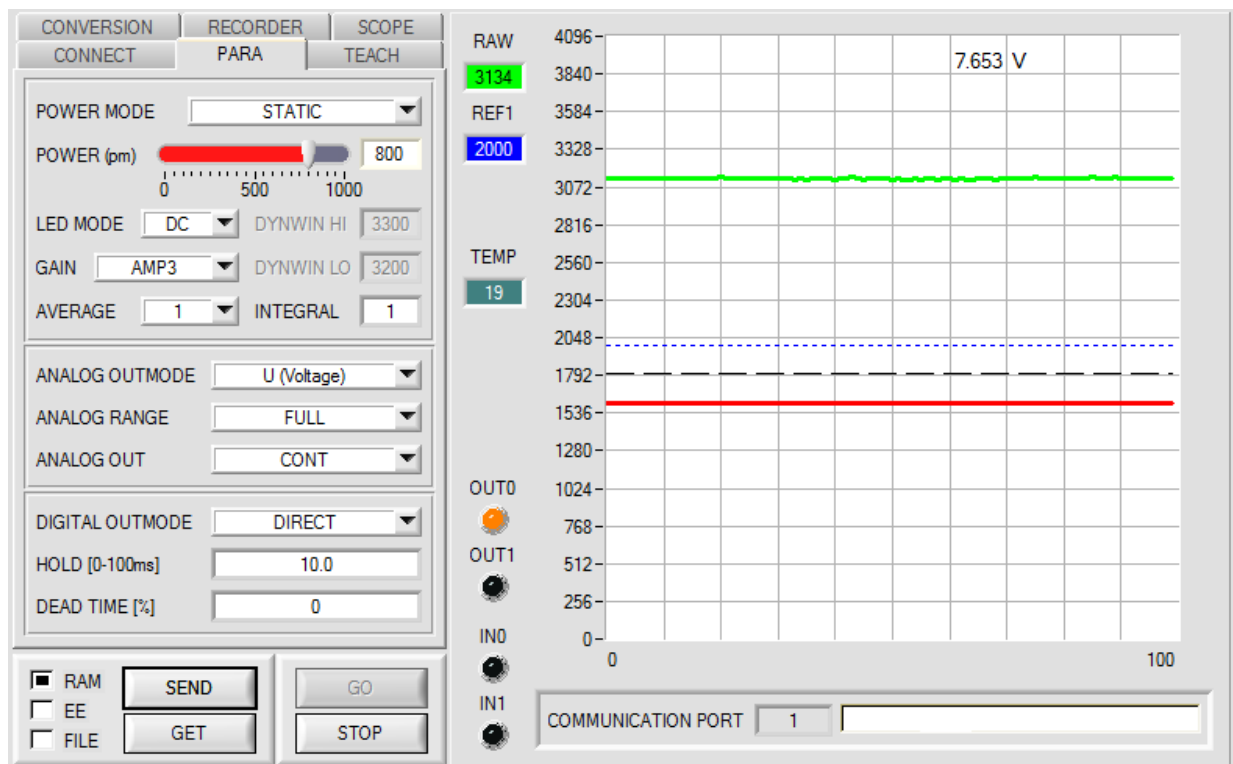 CONVERSION RECORDER SCOPE
CONNECT PARA TEACH
POWER MODE STATIC
POWER (pm) 800
0 500 1000
LED MODE DC DYNWIN HI 3300
GAIN AMP3 DYNWIN LO 3200
AVERAGE 1 INTEGRAL 1
ANALOG OUTMODE U (Voltage)
ANALOG RANGE FULL
ANALOG OUT CONT
DIGITAL OUTMODE DIRECT
HOLD [0-100ms] 10.0
DEAD TIME [%] 0
RAM
EE
FILE
SEND
GET
GO
STOP
RAW
3134
REF1
2000
TEMP
19
OUT0
OUT1
IN0
IN1
4096
3840
3584
3328
3072
2816
2560
2304
2048
1792
1536
1280
1024
768
512
256
0
7.653 V
0 100
COMMUNICATION PORT 1